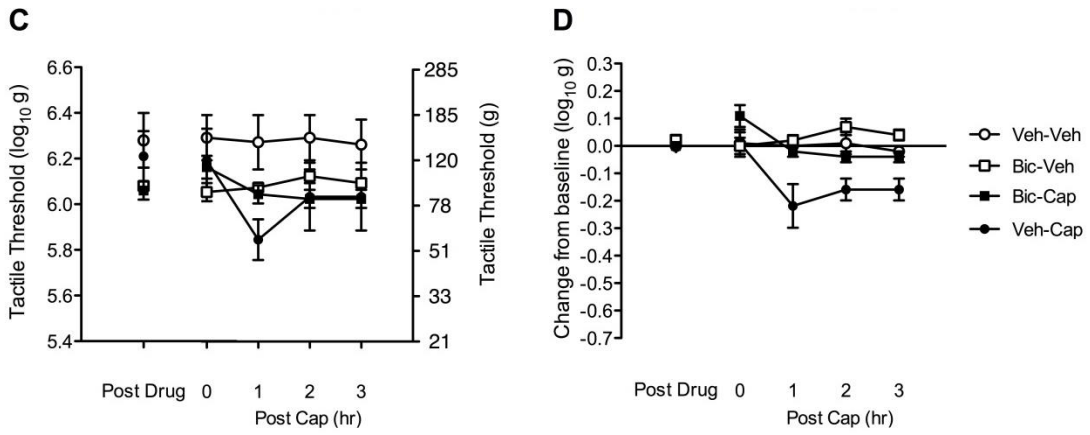 C
Tactile Threshold (log10 g)
6.6
6.4
6.2
6.0
5.8
5.6
5.4
285
185
120
78
51
33
21
Tactile Threshold (g)
Post Drug 0 1 2 3
Post Cap (hr)
D
Change from baseline (log10 g)
0.3
0.2
0.1
0.0
-0.1
-0.2
-0.3
-0.4
-0.5
-0.6
-0.7
Post Drug 0 1 2 3
Post Cap (hr)
Veh-Veh
Bic-Veh
Bic-Cap
Veh-Cap